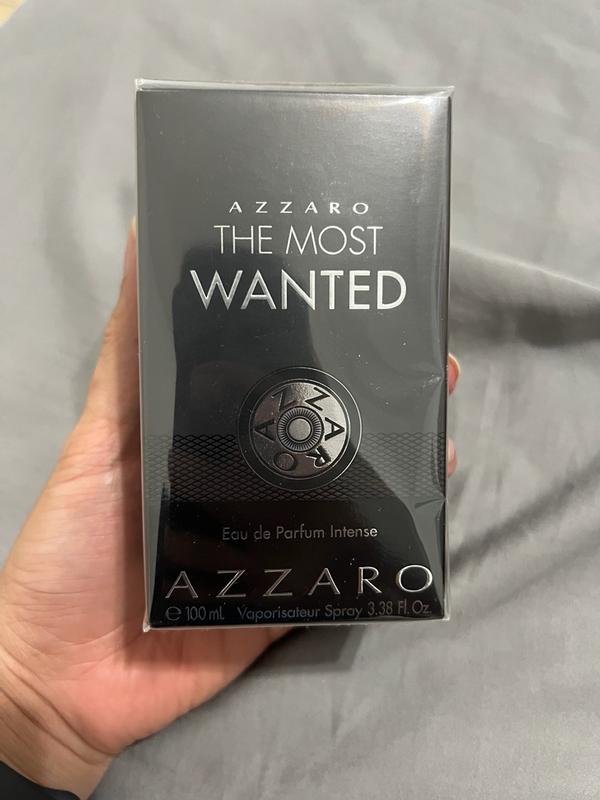 AZZARO
THE MOST
WANTED
AZZARO
Eau de Parfum Intense
AZZARO
℮ 100 ml. Vaporisateur Spray 3.38 Fl. Oz.